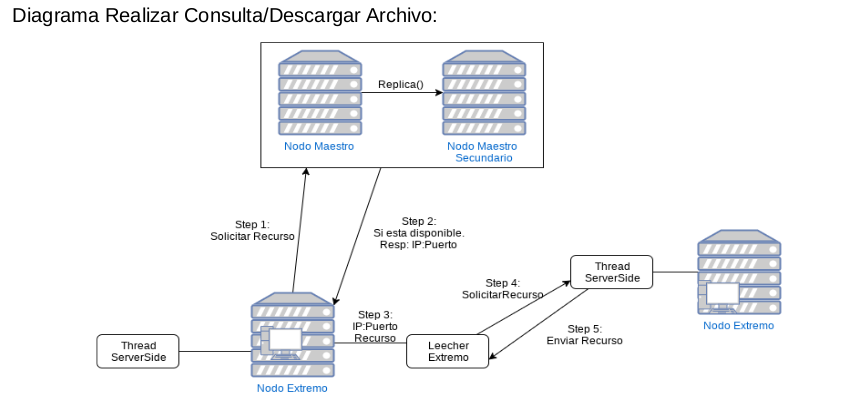 Diagrama Realizar Consulta/Descargar Archivo:
Replica()
Nodo Maestro
Nodo Maestro
Secundario
Step 1:
Solicitar Recurso
Step 2:
Si esta disponible.
Resp: IP:Puerto
Thread
ServerSide
Nodo Extremo
Step 4:
SolicitarRecurso
Step 3:
IP:Puerto
Recurso
Leecher
Extremo
Step 5:
Enviar Recurso
Thread
ServerSide
Nodo Extremo